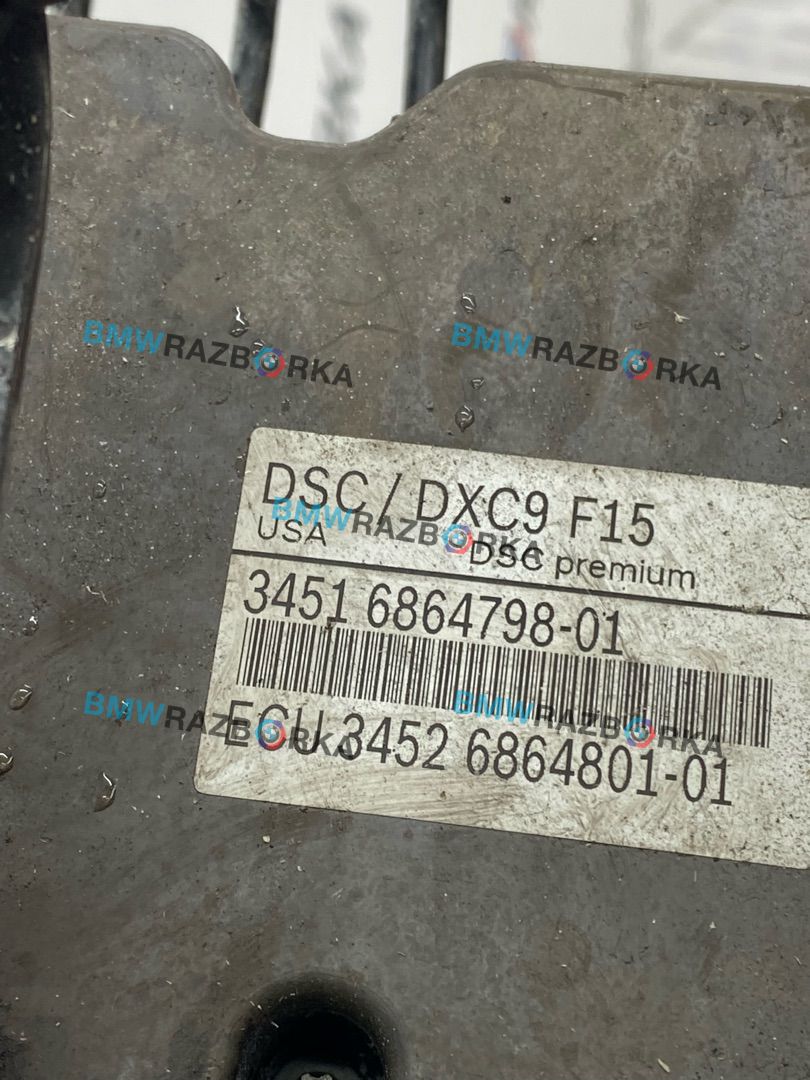 BMWRAZBORKA
BMWRAZBORKA
DSC / DXC9 F15
BMWRAZBORKA
USA
DSC premium
3451 6864798-01
BMWRAZBORKA
BMWRAZBORKA
ECU 3452 6864801-01